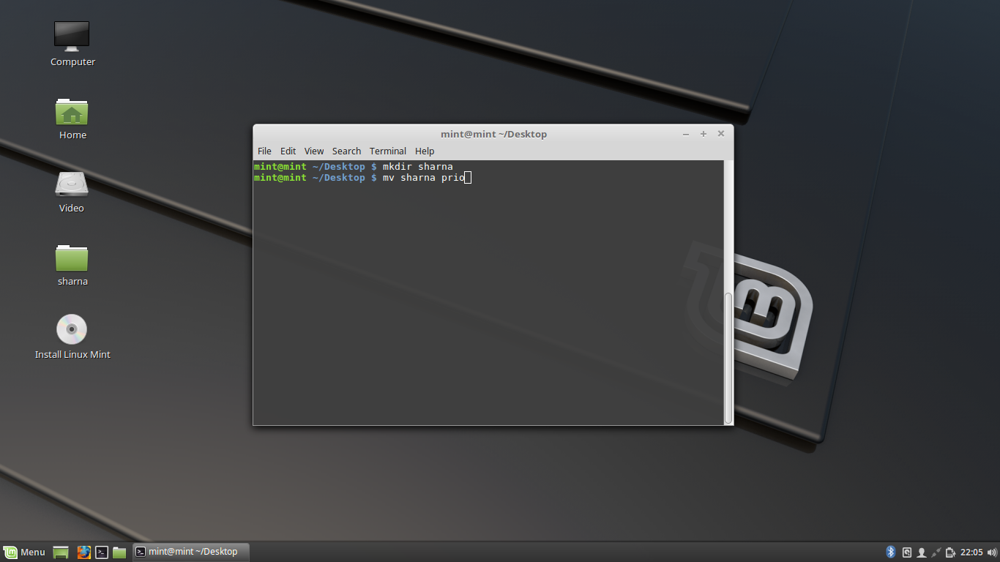 Computer
Home
Video
sharna
Install Linux Mint
mint@mint ~/Desktop
File Edit View Search Terminal Help
mint@mint ~/Desktop $ mkdir sharna
mint@mint ~/Desktop $ mv sharna prio
Menu
mint@mint ~/Desktop
22:05